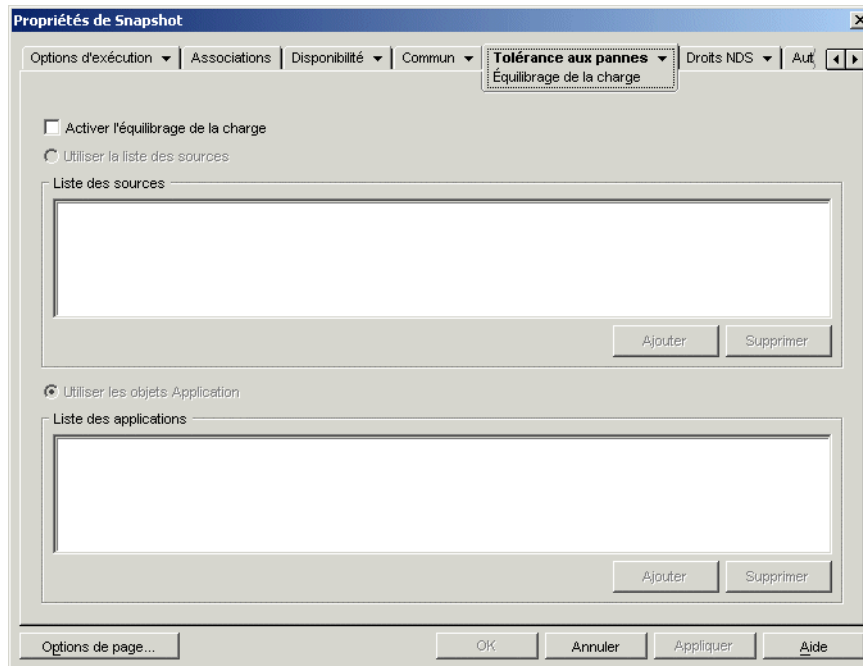 Propriétés de Snapshot
Options d'exécution Associations Disponibilité Commun Tolérance aux pannes Droits NDS Aut
Équilibrage de la charge
Activer l'équilibrage de la charge
Utiliser la liste des sources
Liste des sources
Ajouter Supprimer
Utiliser les objets Application
Liste des applications
Ajouter Supprimer
Options de page... OK Annuler Appliquer Aide